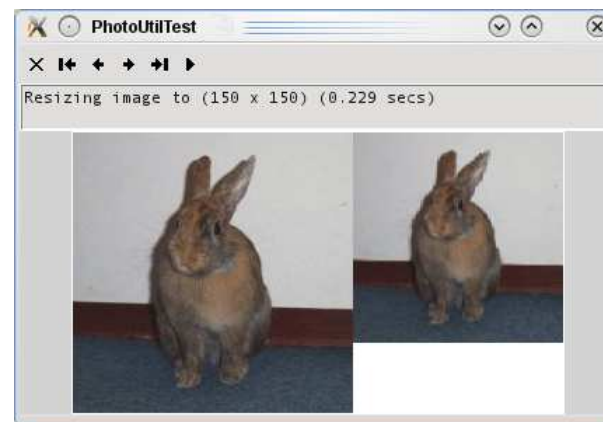 PhotoUtilTest
Resizing image to (150 x 150) (0.229 secs)